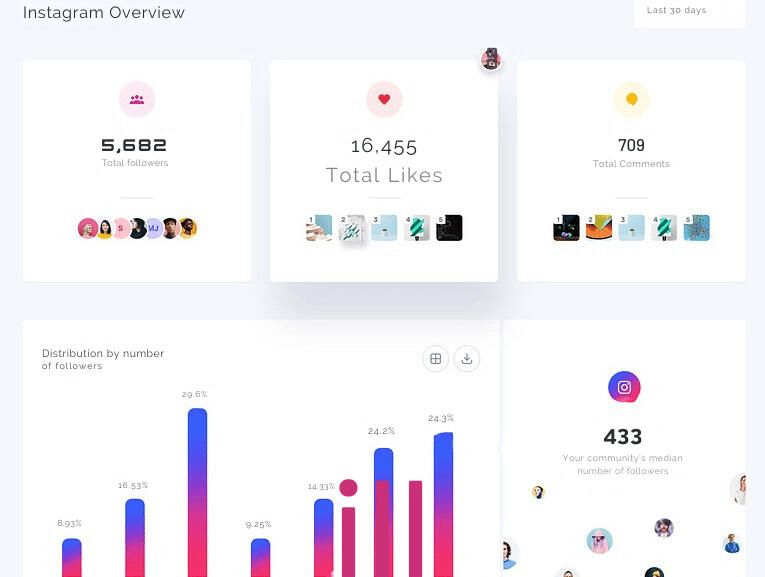 Instagram Overview
Last 30 days
5,682
Total followers
S
MJ
16,455
Total Likes
1
2
3
4
5
709
Total Comments
1
2
3
4
5
Distribution by number
of followers
8.93%
16.53%
29.6%
9.25%
14.33%
24.2%
24.3%
433
Your community's median
number of followers